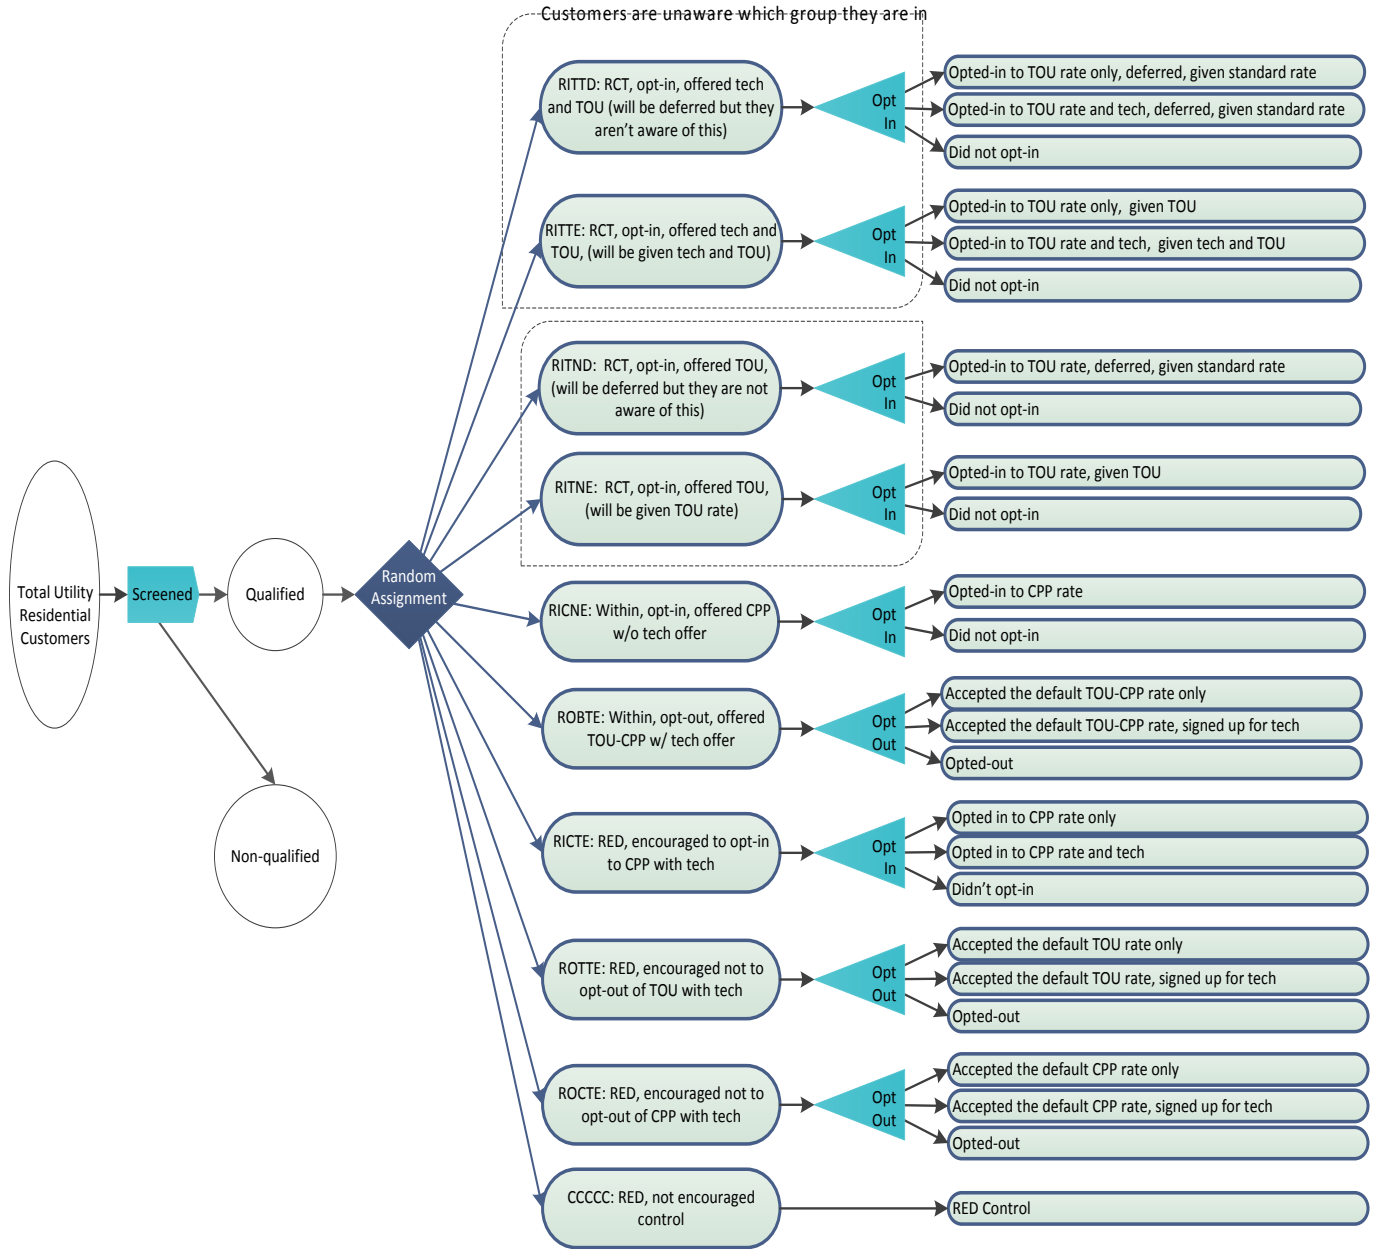 Customers are unaware which group they are in
RITTD: RCT, opt-in, offered tech
and TOU (will be deferred but they
aren't aware of this)
Opt
In
Opted-in to TOU rate only, deferred, given standard rate
Opted-in to TOU rate and tech, deferred, given standard rate
Did not opt-in
RITTE: RCT, opt-in, offered tech and
TOU, (will be given tech and TOU)
Opt
In
Opted-in to TOU rate only, given TOU
Opted-in to TOU rate and tech, given tech and TOU
Did not opt-in
RITND: RCT, opt-in, offered TOU,
(will be deferred but they are not
aware of this)
Opt
In
Opted-in to TOU rate, deferred, given standard rate
Did not opt-in
RITNE: RCT, opt-in, offered TOU,
(will be given TOU rate)
Opt
In
Opted-in to TOU rate, given TOU
Did not opt-in
Total Utility
Residential
Customers
Screened
Qualified
Non-qualified
Random
Assignment
RICNE: Within, opt-in, offered CPP
w/o tech offer
Opt
In
Opted-in to CPP rate
Did not opt-in
ROBTE: Within, opt-out, offered
TOU-CPP w/ tech offer
Opt
Out
Accepted the default TOU-CPP rate only
Accepted the default TOU-CPP rate, signed up for tech
Opted-out
RICTE: RED, encouraged to opt-in
to CPP with tech
Opt
In
Opted in to CPP rate only
Opted in to CPP rate and tech
Didn't opt-in
ROTTE: RED, encouraged not to
opt-out of TOU with tech
Opt
Out
Accepted the default TOU rate only
Accepted the default TOU rate, signed up for tech
Opted-out
ROCTE: RED, encouraged not to
opt-out of CPP with tech
Opt
Out
Accepted the default CPP rate only
Accepted the default CPP rate, signed up for tech
Opted-out
CCCCC: RED, not encouraged
control
RED Control